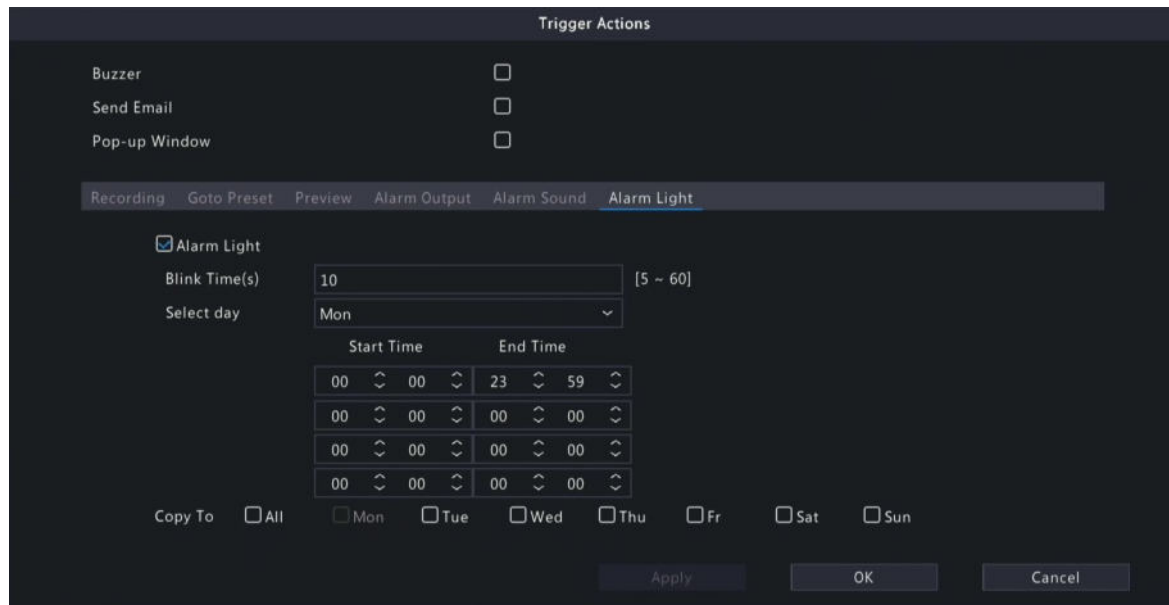 Trigger Actions
Buzzer
Send Email
Pop-up Window
Recording Goto Preset Preview Alarm Output Alarm Sound Alarm Light
Alarm Light
Blink Time(s) 10 [5 ~ 60]
Select day Mon
Start Time End Time
00 00 23 59
00 00 00 00
00 00 00 00
00 00 00 00
Copy To All Mon Tue Wed Thu Fr Sat Sun
Apply OK Cancel